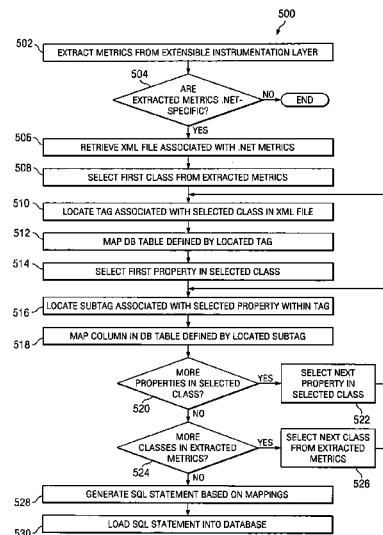 500
502
EXTRACT METRICS FROM EXTENSIBLE INSTRUMENTATION LAYER
504
ARE
EXTRACTED METRICS .NET-
SPECIFIC?
NO
END
YES
506
RETRIEVE XML FILE ASSOCIATED WITH .NET METRICS
508
SELECT FIRST CLASS FROM EXTRACTED METRICS
510
LOCATE TAG ASSOCIATED WITH SELECTED CLASS IN XML FILE
512
MAP DB TABLE DEFINED BY LOCATED TAG
514
SELECT FIRST PROPERTY IN SELECTED CLASS
516
LOCATE SUBTAG ASSOCIATED WITH SELECTED PROPERTY WITHIN TAG
518
MAP COLUMN IN DB TABLE DEFINED BY LOCATED SUBTAG
MORE
PROPERTIES IN SELECTED
CLASS?
520
YES
SELECT NEXT
PROPERTY IN
SELECTED CLASS
522
NO
MORE
CLASSES IN EXTRACTED
METRICS?
524
YES
SELECT NEXT CLASS
FROM EXTRACTED
METRICS
526
NO
528
GENERATE SQL STATEMENT BASED ON MAPPINGS
LOAD SQL STATEMENT INTO DATABASE
530